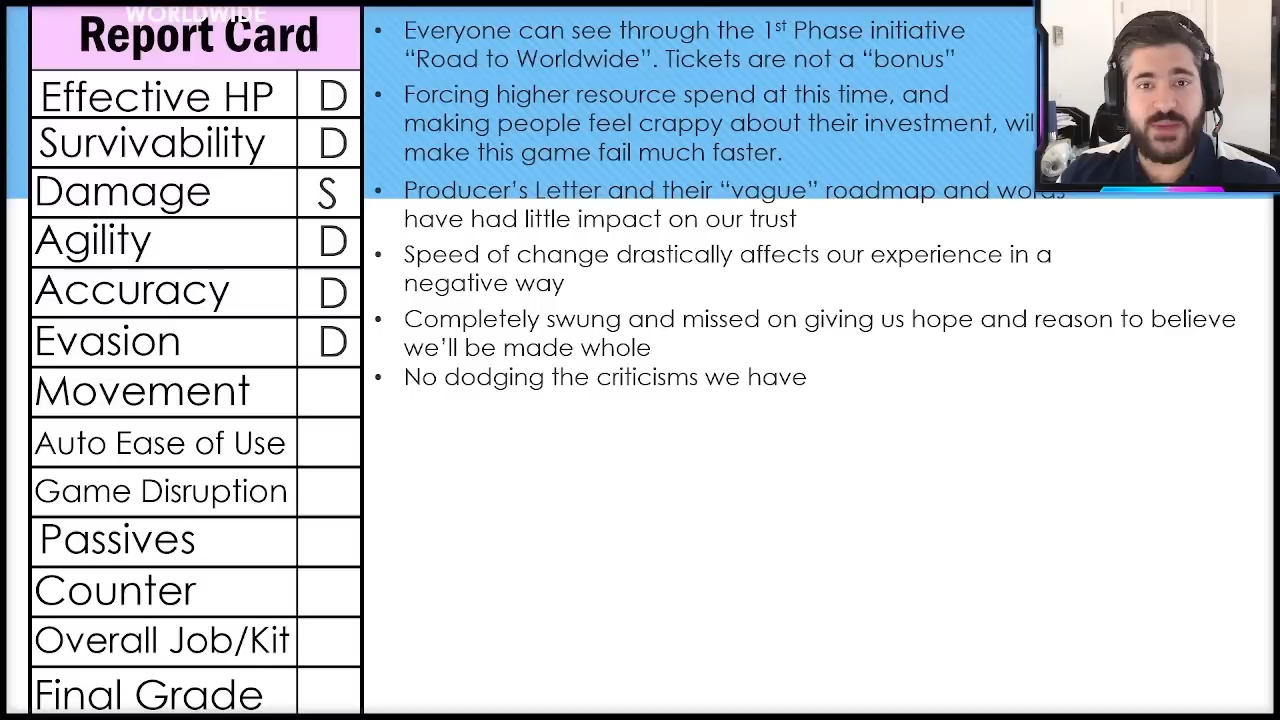 WORLDWIDE
Report Card
Effective HP D
Survivability D
Damage S
Agility D
Accuracy D
Evasion D
Movement
Auto Ease of Use
Game Disruption
Passives
Counter
Overall Job/Kit
Final Grade
• Everyone can see through the 1st Phase initiative
“Road to Worldwide”. Tickets are not a “bonus”
• Forcing higher resource spend at this time, and
making people feel crappy about their investment, wil
make this game fail much faster.
• Producer’s Letter and their “vague” roadmap and words
have had little impact on our trust
• Speed of change drastically affects our experience in a
negative way
• Completely swung and missed on giving us hope and reason to believe
we’ll be made whole
• No dodging the criticisms we have